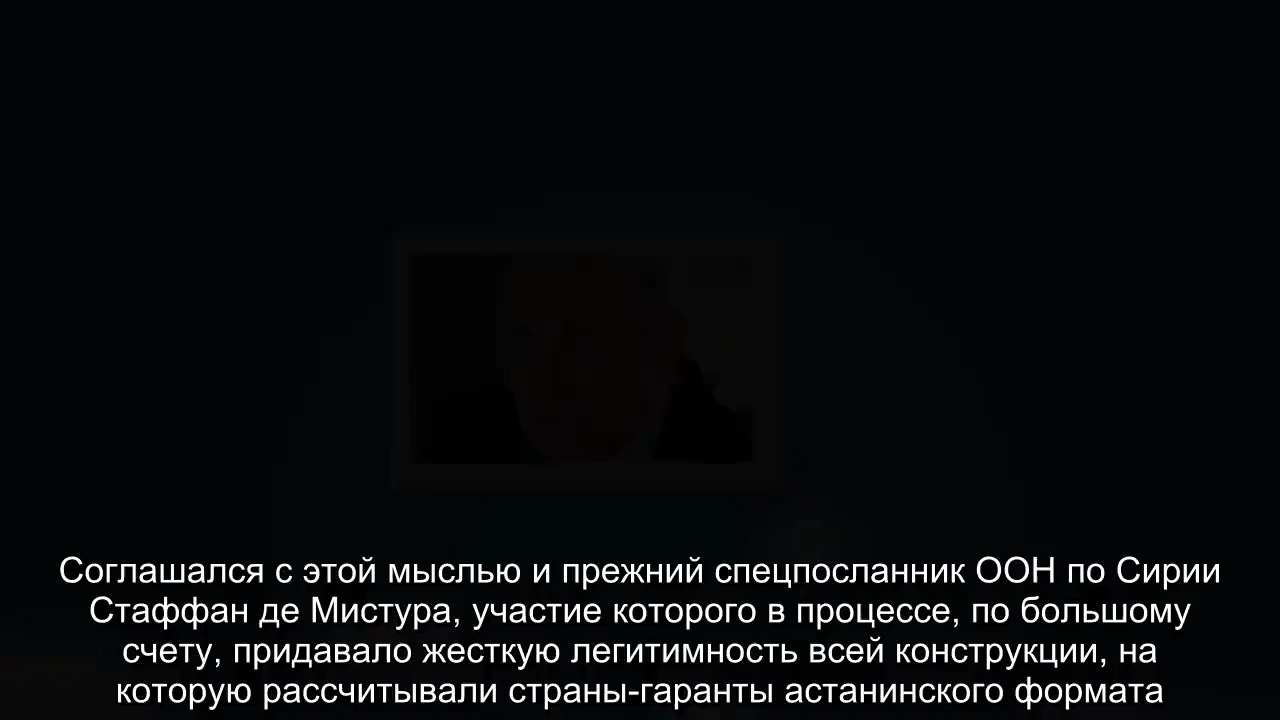 Соглашался с этой мыслью и прежний спецпосланник ООН по Сирии
Стаффан де Мистура, участие которого в процессе, по большому
счету, придавало жесткую легитимность всей конструкции, на
которую рассчитывали страны-гаранты астанинского формата